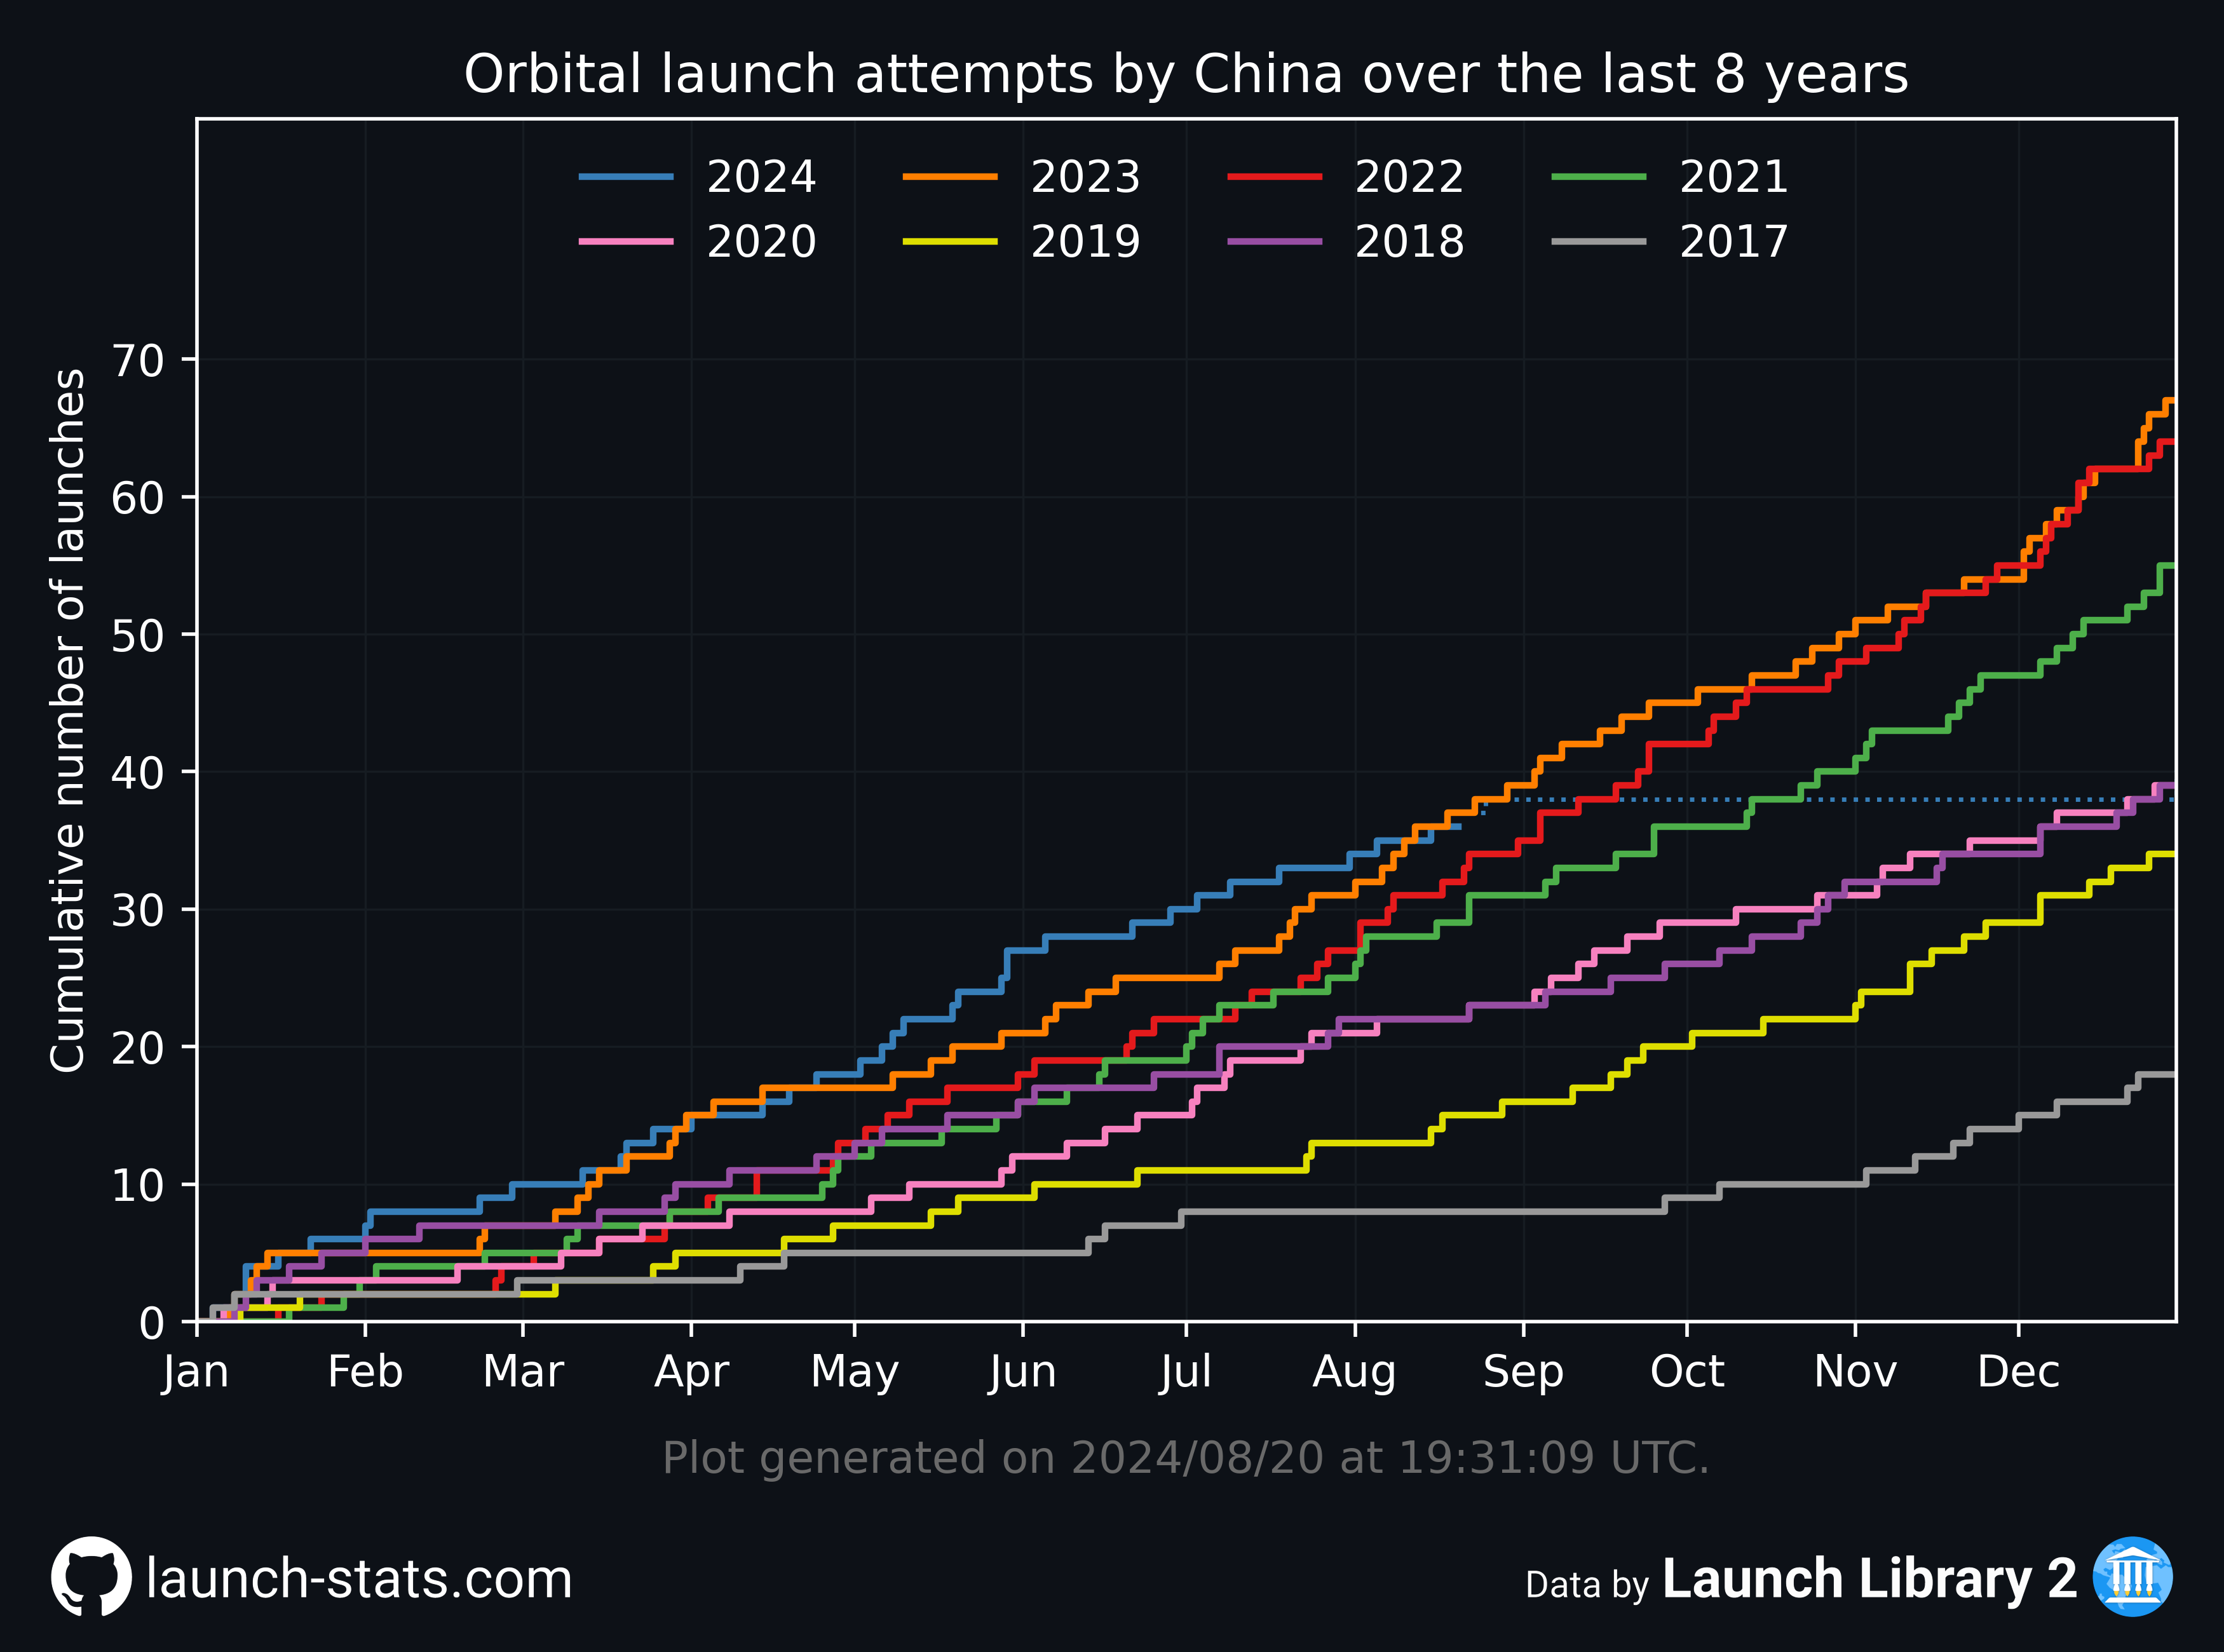 Orbital launch attempts by China over the last 8 years
2024 2023 2022 2021
2020 2019 2018 2017
Cumulative number of launches
70
60
50
40
30
20
10
0
Jan Feb Mar Apr May Jun Jul Aug Sep Oct Nov Dec
Plot generated on 2024/08/20 at 19:31:09 UTC.
launch-stats.com
Data by Launch Library 2